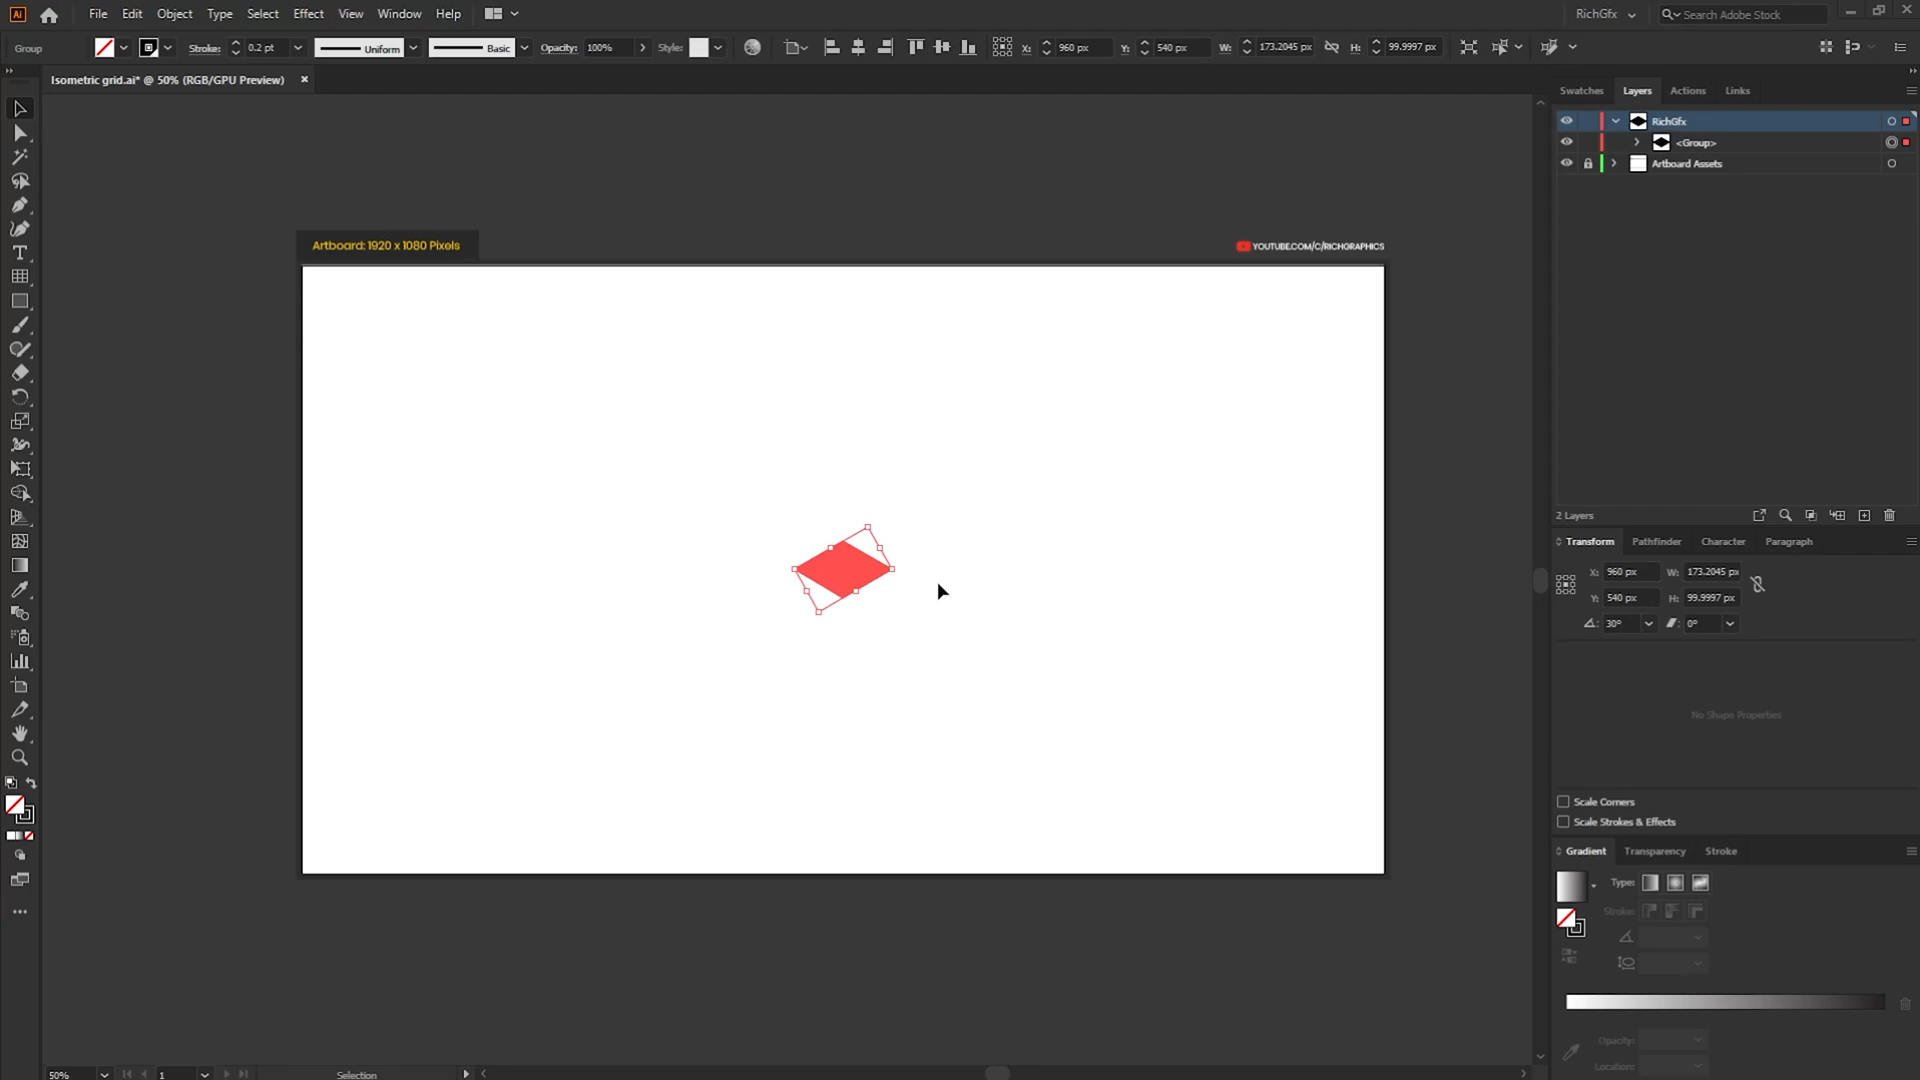 Ai File Edit Object Type Select Effect View Window Help RichGfx Search Adobe Stock
Group Stroke: 0.2 pt Uniform Basic Opacity: 100% Style: X: 960 px Y: 540 px W: 173.2045 px H: 99.9997 px
Isometric grid.ai* @ 50% (RGB/GPU Preview)
Swatches Layers Actions Links
RichGfx
<Group>
Artboard Assets
Artboard: 1920 x 1080 Pixels
YOUTUBE.COM/C/RICHGRAPHICS
2 Layers
Transform Pathfinder Character Paragraph
X: 960 px W: 173.2045 px
Y: 540 px H: 99.9997 px
30° 0°
No Shape Properties
Scale Corners
Scale Strokes & Effects
Gradient Transparency Stroke
Type:
Stroke:
Opacity:
Location:
50% 1 Selection